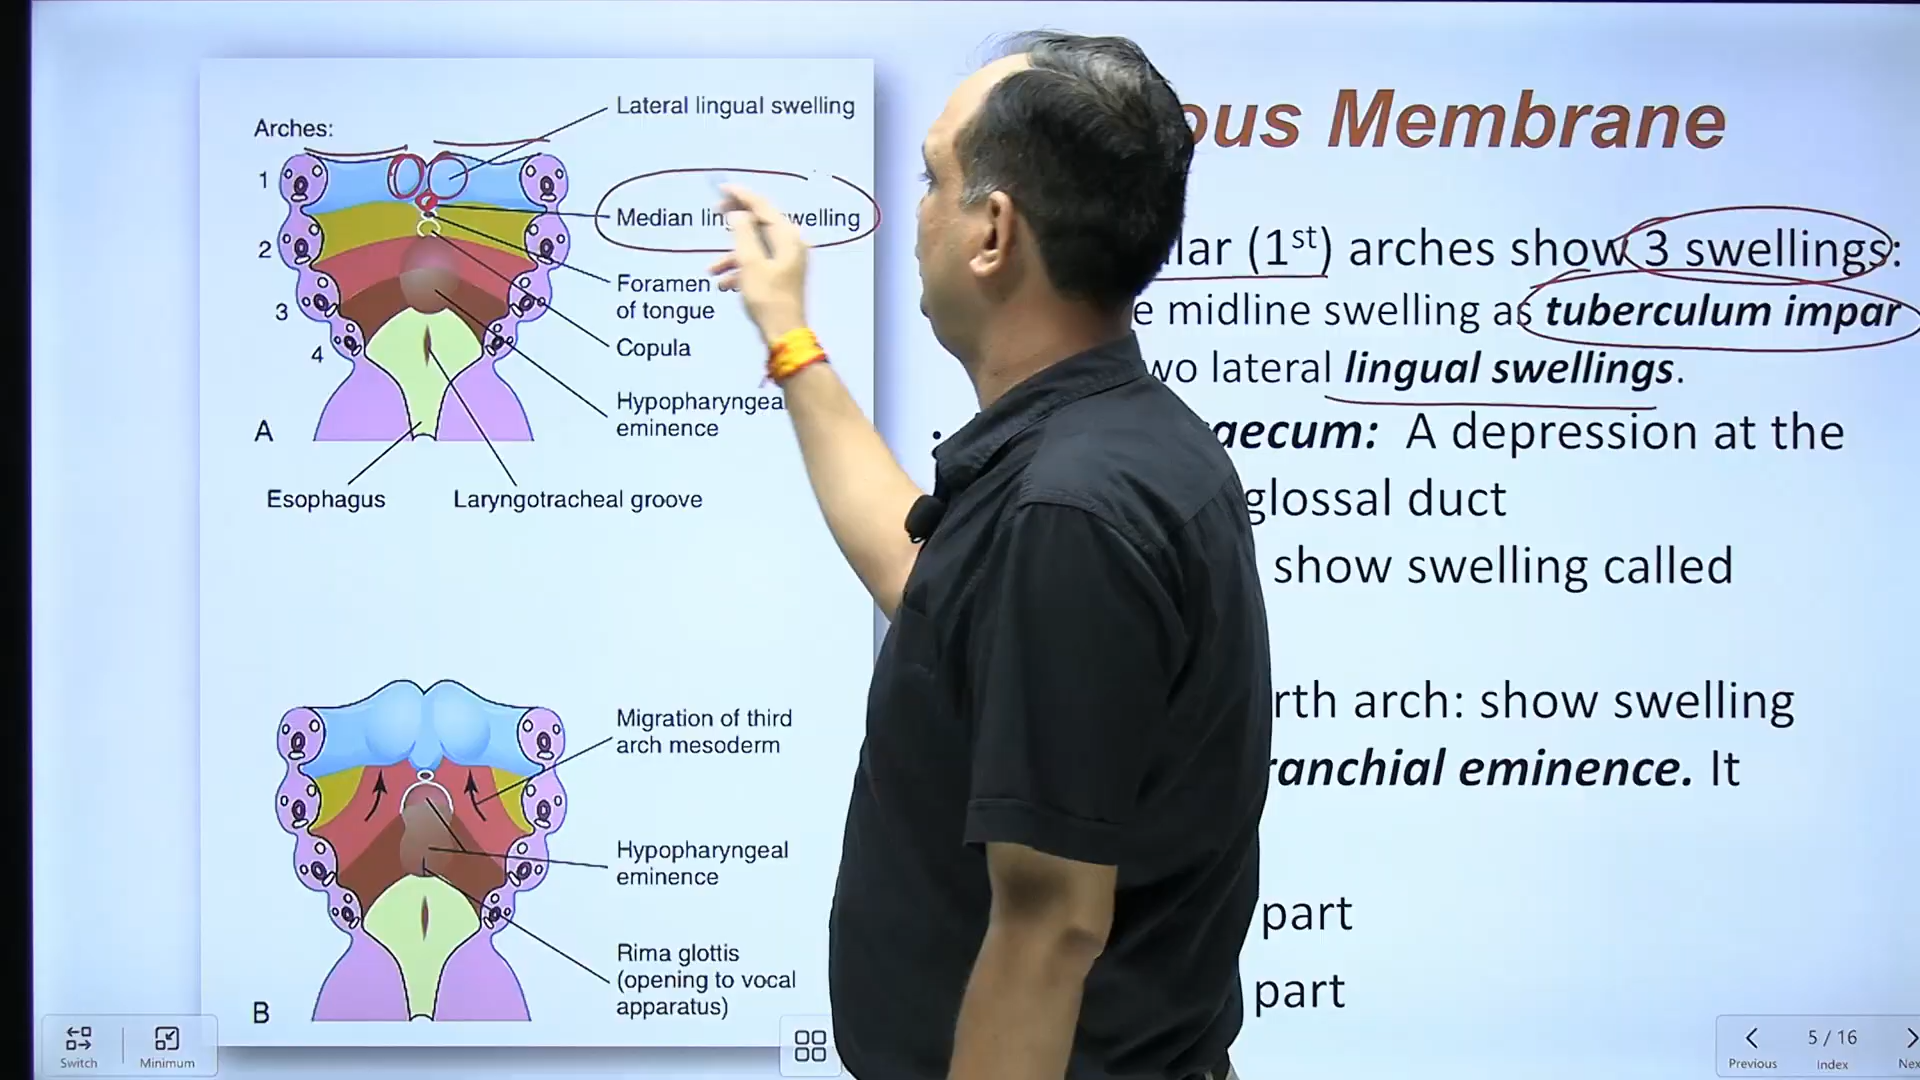 ous Membrane
Arches:
Lateral lingual swelling
1
Median lin welling
2
Foramen
of tongue
3
Copula
4
Hypopharyngea
eminence
A
Esophagus
Laryngotracheal groove
lar (1st) arches show 3 swellings:
e midline swelling as tuberculum impar
wo lateral lingual swellings.
aecum: A depression at the
glossal duct
show swelling called
rth arch: show swelling
ranchial eminence. It
part
part
Migration of third
arch mesoderm
Hypopharyngeal
eminence
Rima glottis
(opening to vocal
apparatus)
B
Switch
Minimum
Previous
5 / 16
Index
Nex